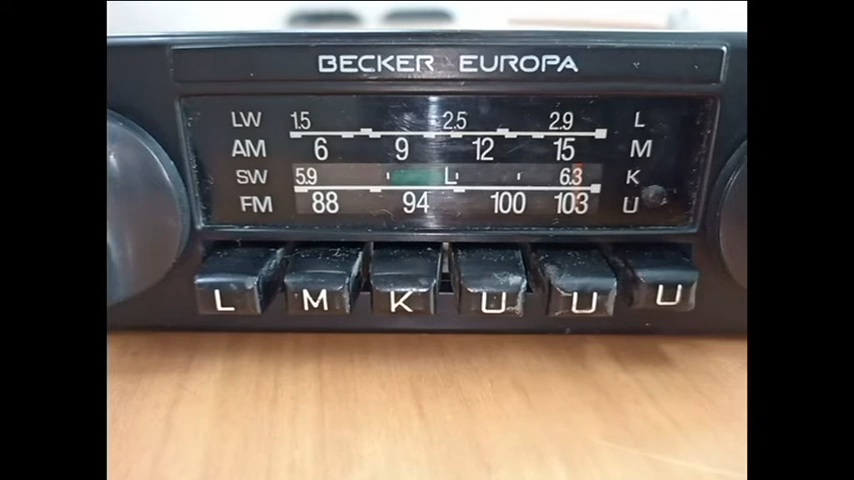 BECKER EUROPA
LW 1.5 2.5 2.9 L
AM 6 9 12 15 M
SW 5.9 L 6.3 K
FM 88 94 100 103 U
L M K U U U